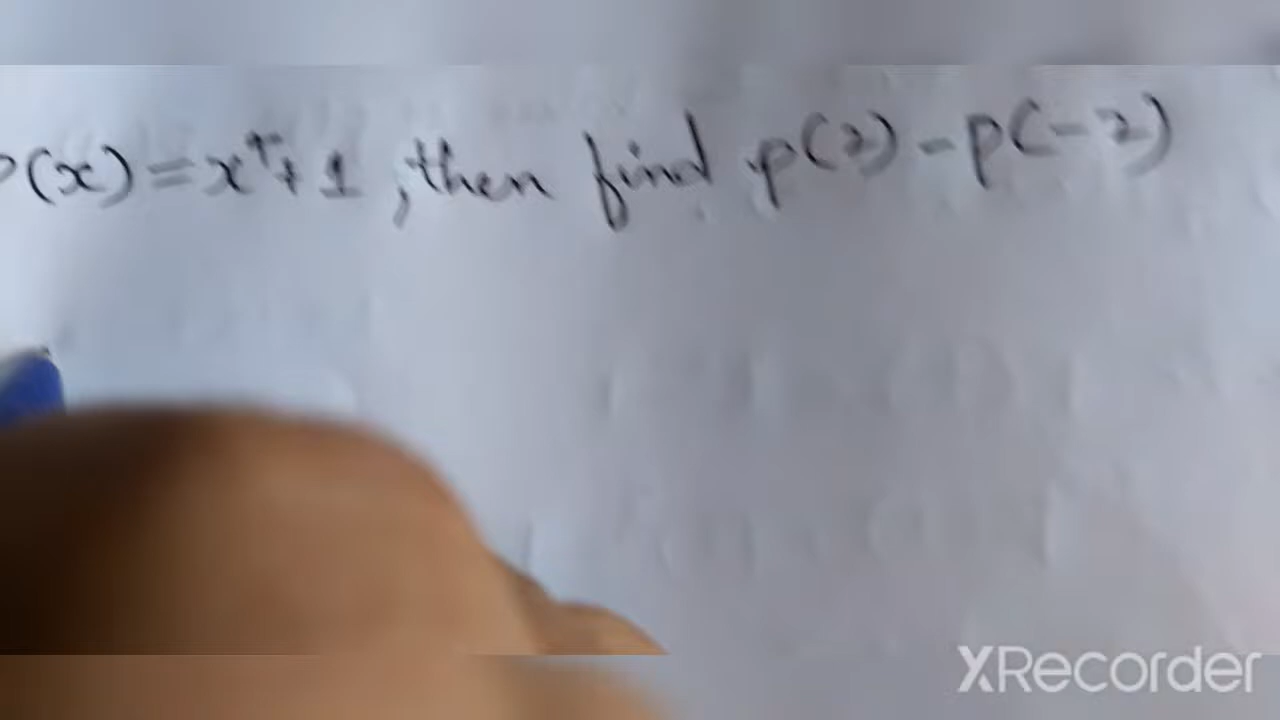 P(x) = x⁴ + 1, then find p(2) - p(-2)
XRecorder